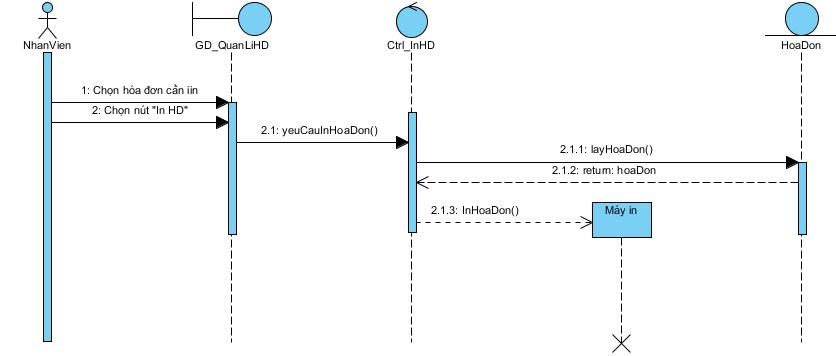 NhanVien
GD_QuanLiHD
Ctrl_InHD
HoaDon
1: Chọn hóa đơn cần iin
2: Chọn nút "In HD"
2.1: yeuCauInHoaDon()
2.1.1: layHoaDon()
2.1.2: return: hoaDon
2.1.3: InHoaDon()
Máy in